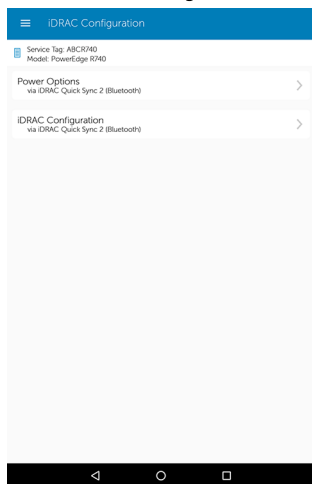 iDRAC Configuration
Service Tag: ABCR740
Model: PowerEdge R740
Power Options
via iDRAC Quick Sync 2 (Bluetooth)
iDRAC Configuration
via iDRAC Quick Sync 2 (Bluetooth)